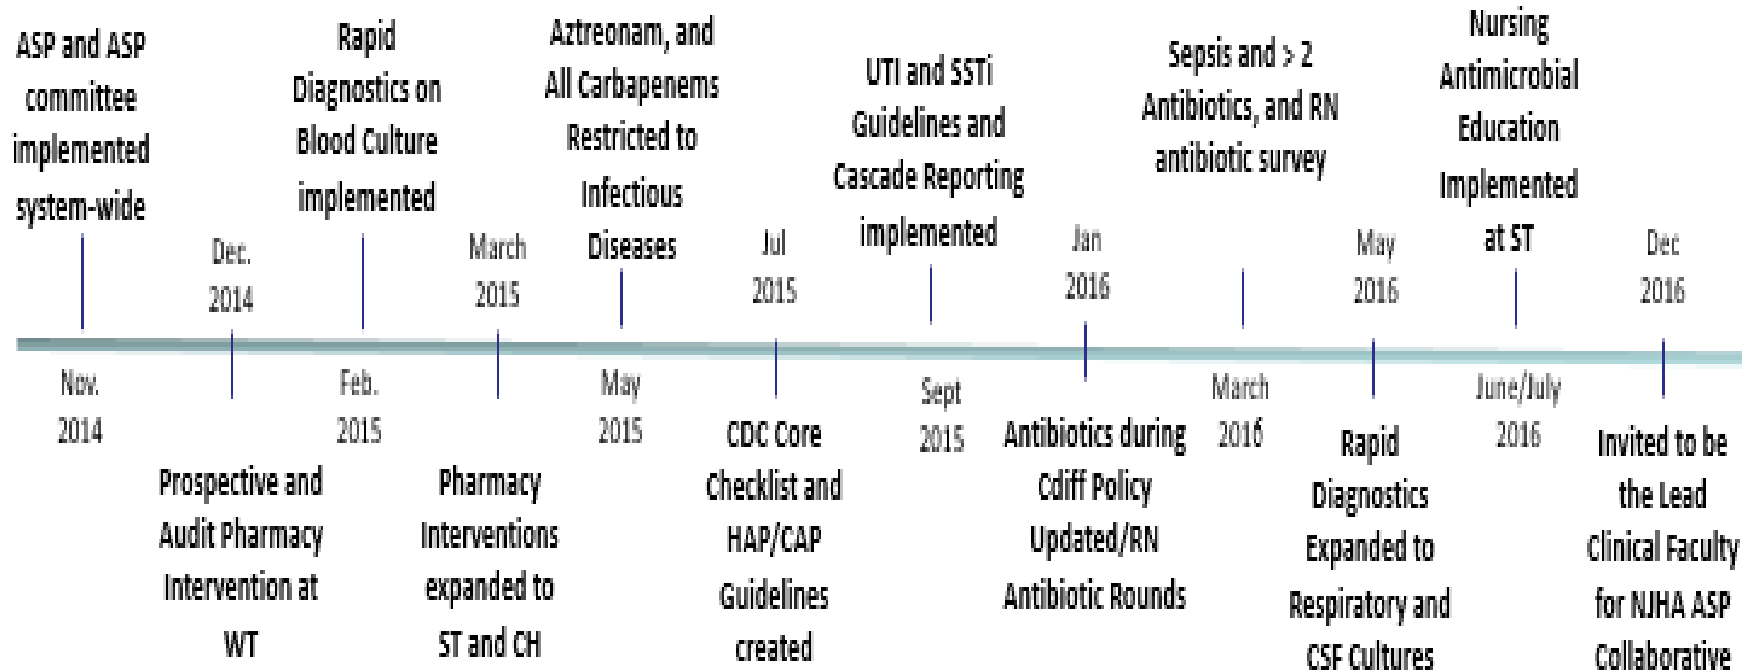 ASP and ASP
committee
implemented
system-wide
Nov.
2014
Dec.
2014
Prospective and
Audit Pharmacy
Intervention at
WT
Rapid
Diagnostics on
Blood Culture
implemented
Feb.
2015
March
2015
Pharmacy
Interventions
expanded to
ST and CH
Aztreonam, and
All Carbapenems
Restricted to
Infectious
Diseases
May
2015
Jul
2015
CDC Core
Checklist and
HAP/CAP
Guidelines
created
UTI and SSTi
Guidelines and
Cascade Reporting
implemented
Sept
2015
Jan
2016
Antibiotics during
Cdiff Policy
Updated/RN
Antibiotic Rounds
Sepsis and > 2
Antibiotics, and RN
antibiotic survey
March
2016
May
2016
Rapid
Diagnostics
Expanded to
Respiratory and
CSF Cultures
Nursing
Antimicrobial
Education
Implemented
at ST
June/July
2016
Dec
2016
Invited to be
the Lead
Clinical Faculty
for NJHA ASP
Collaborative